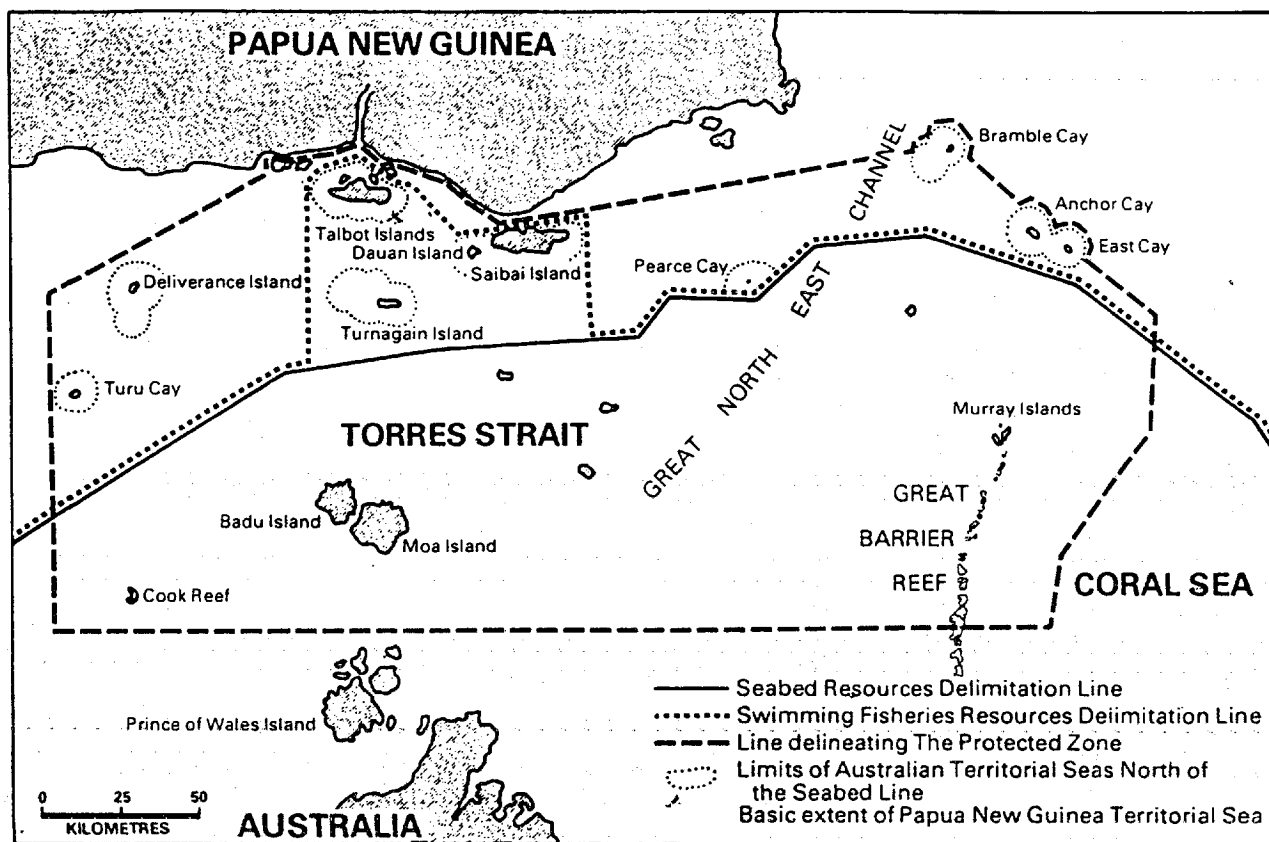 PAPUA NEW GUINEA
Bramble Cay
CHANNEL
Anchor Cay
East Cay
Talbot Islands
Dauan Island
Saibai Island
Pearce Cay
Deliverance Island
Turnagain Island
EAST
Turu Cay
NORTH
Murray Islands
TORRES STRAIT
GREAT
GREAT
BARRIER
REEF
Badu Island
Moa Island
Cook Reef
CORAL SEA
Prince of Wales Island
Seabed Resources Delimitation Line
Swimming Fisheries Resources Delimitation Line
Line delineating The Protected Zone
Limits of Australian Territorial Seas North of
the Seabed Line
Basic extent of Papua New Guinea Territorial Sea
0 25 50
KILOMETRES
AUSTRALIA